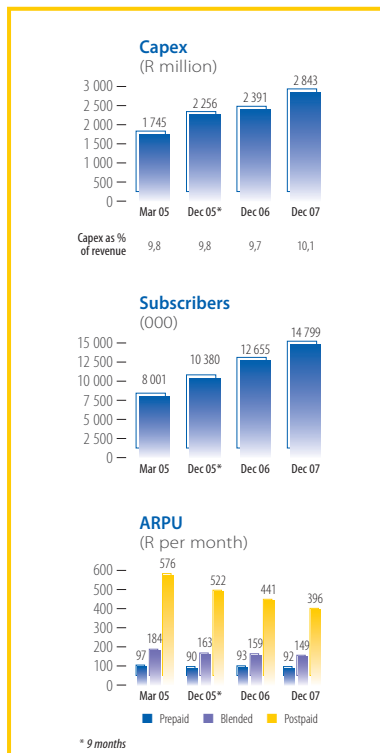 Capex
(R million)
3 000
2 500
2 000
1 500
1 000
500
0
1 745
2 256
2 391
2 843
Mar 05 Dec 05* Dec 06 Dec 07
Capex as %
of revenue
9,8 9,8 9,7 10,1
Subscribers
(000)
15 000
12 500
10 000
7 500
5 000
2 500
0
8 001
10 380
12 655
14 799
Mar 05 Dec 05* Dec 06 Dec 07
ARPU
(R per month)
600
500
400
300
200
100
0
97 184 576
90 163 522
93 159 441
92 149 396
Mar 05 Dec 05* Dec 06 Dec 07
Prepaid Blended Postpaid
* 9 months